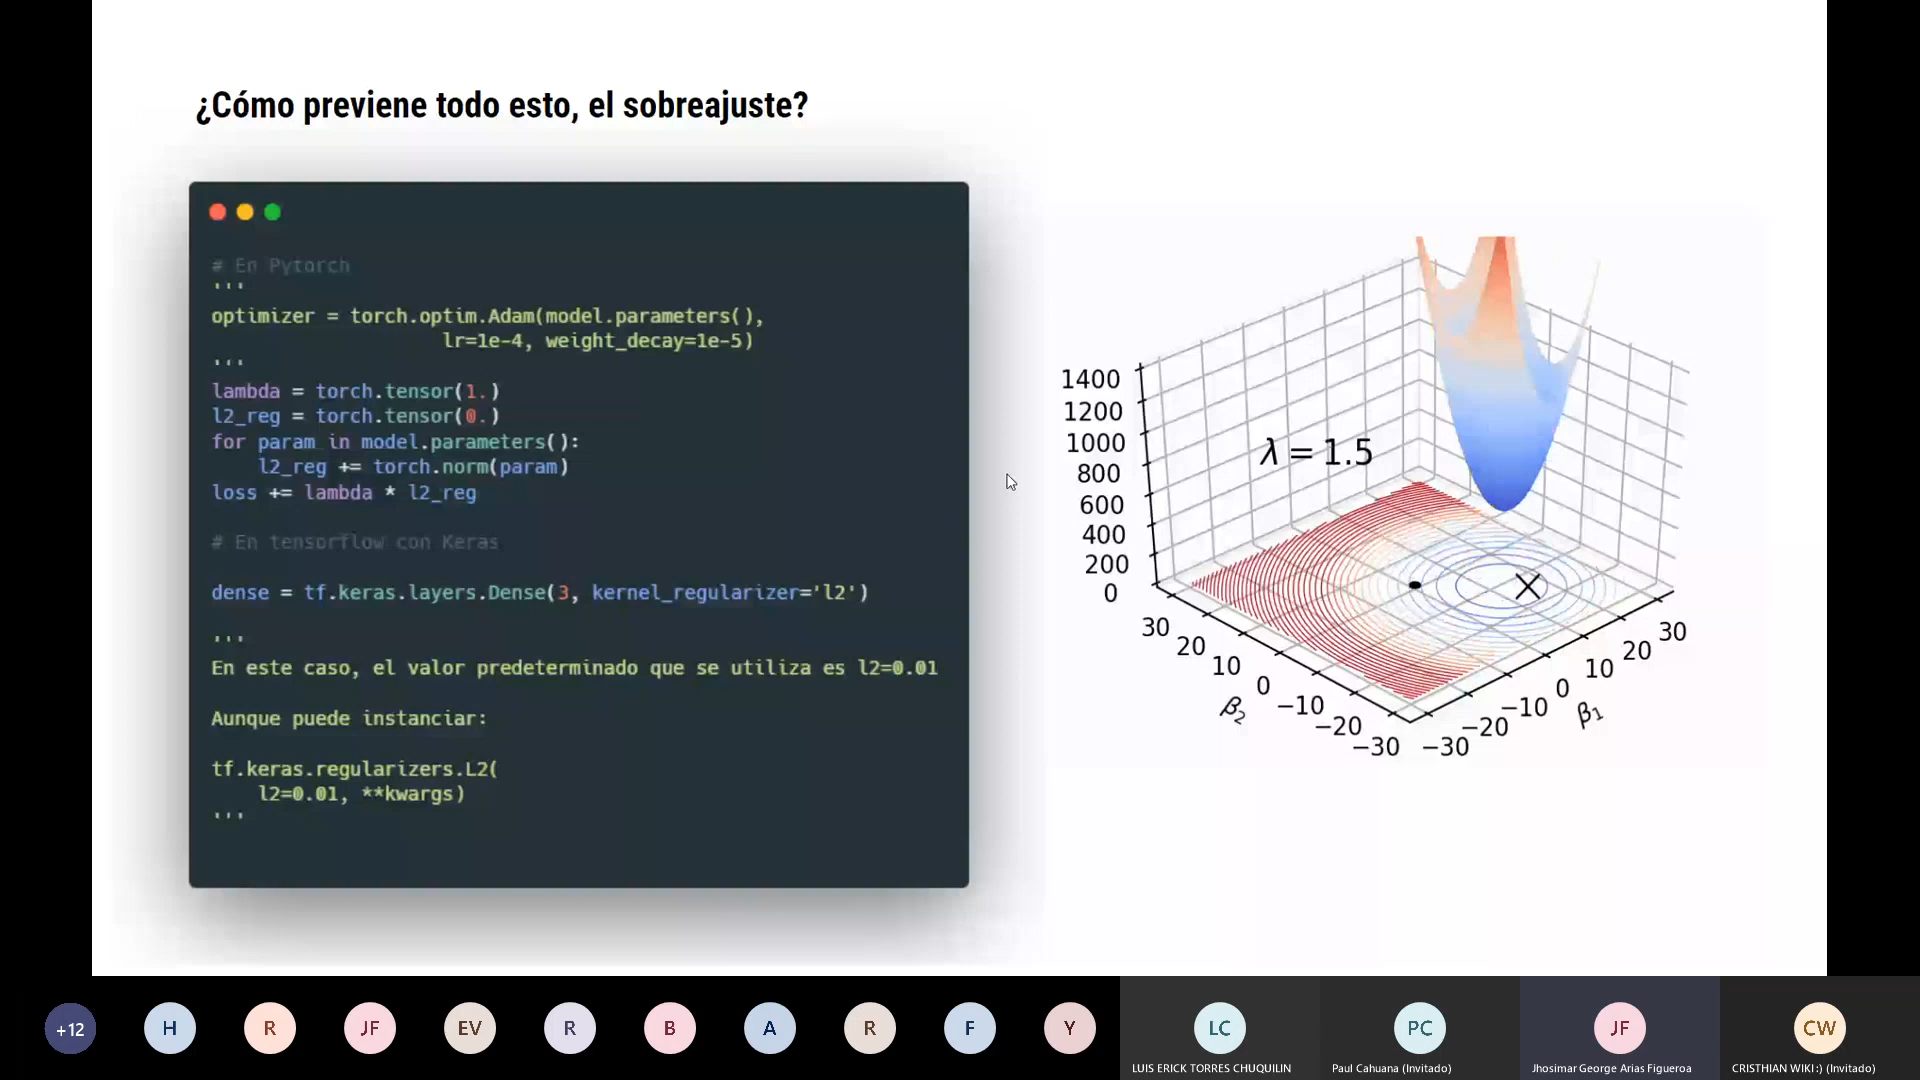 ¿Cómo previene todo esto, el sobreajuste?
# En Pytorch
'''
optimizer = torch.optim.Adam(model.parameters(),
lr=1e-4, weight_decay=1e-5)
'''
lambda = torch.tensor(1.)
l2_reg = torch.tensor(0.)
for param in model.parameters():
l2_reg += torch.norm(param)
loss += lambda * l2_reg
# En tensorflow con Keras
dense = tf.keras.layers.Dense(3, kernel_regularizer='l2')
'''
En este caso, el valor predeterminado que se utiliza es l2=0.01
Aunque puede instanciar:
tf.keras.regularizers.L2(
l2=0.01, **kwargs)
'''
λ = 1.5
1400
1200
1000
800
600
400
200
0
30
20
10
0
−10
−20
−30
β2
−30
−20
−10
0
10
20
30
β1
+12
H
R
JF
EV
R
B
A
R
F
Y
LC
LUIS ERICK TORRES CHUQUILIN
PC
Paul Cahuana (Invitado)
JF
Jhosimar George Arias Figueroa
CW
CRISTHIAN WIKI :) (Invitado)